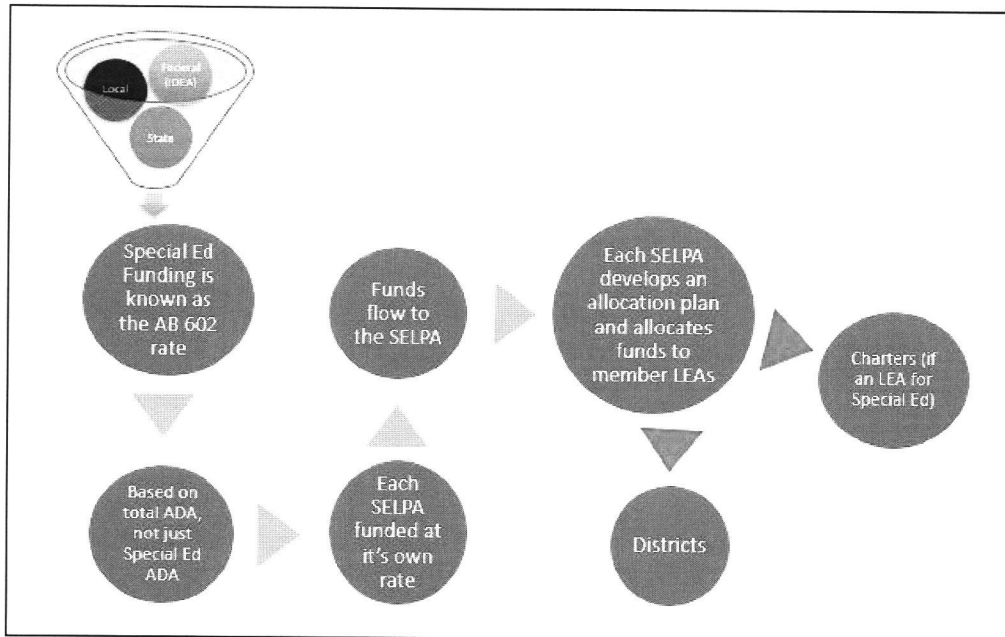 Federal
(IDEA)
Local
State
Special Ed
Funding is
known as
the AB 602
rate
Based on
total ADA,
not just
Special Ed
ADA
Each
SELPA
funded at
it's own
rate
Funds
flow to
the SELPA
Each SELPA
develops an
allocation plan
and allocates
funds to
member LEAs
Charters (if
an LEA for
Special Ed)
Districts